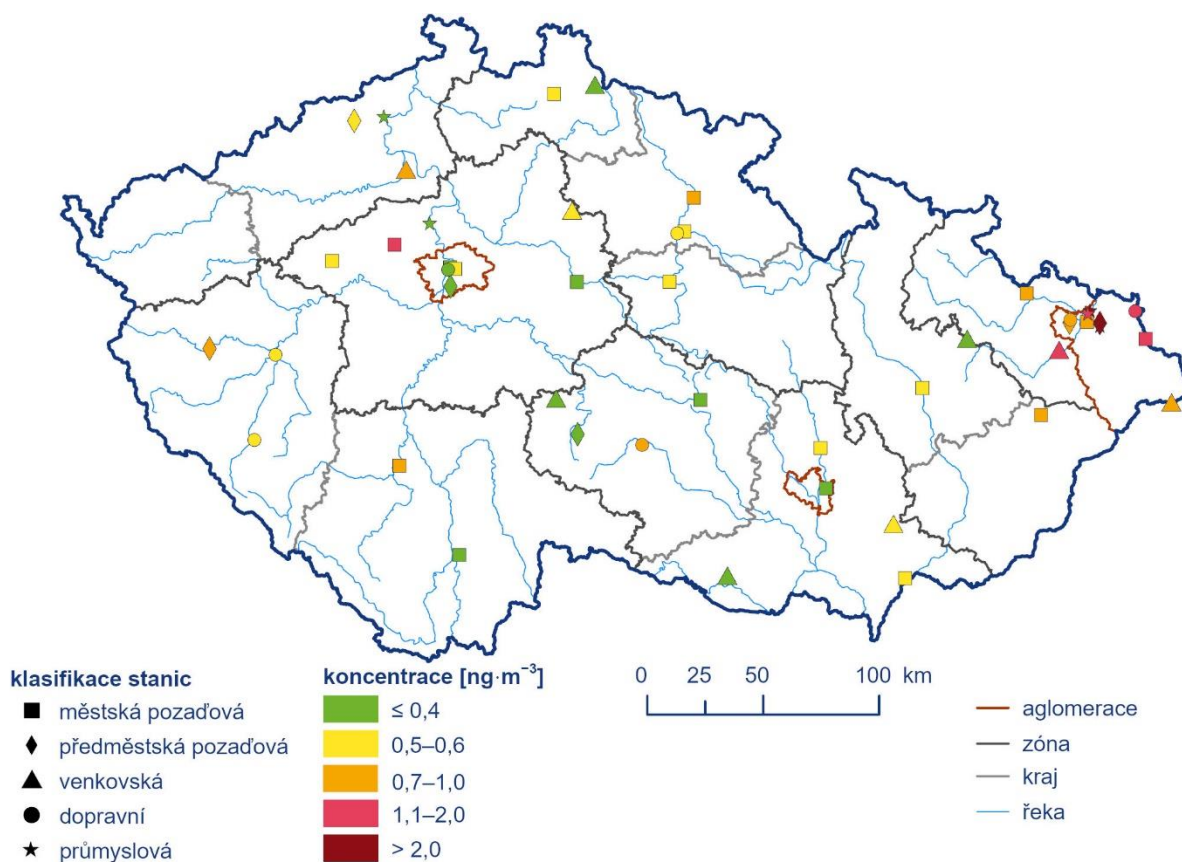 klasifikace stanic
městská pozaďová
předměstská pozaďová
venkovská
dopravní
průmyslová
koncentrace [ng·m⁻³]
≤ 0,4
0,5–0,6
0,7–1,0
1,1–2,0
> 2,0
0 25 50 100 km
aglomerace
zóna
kraj
řeka